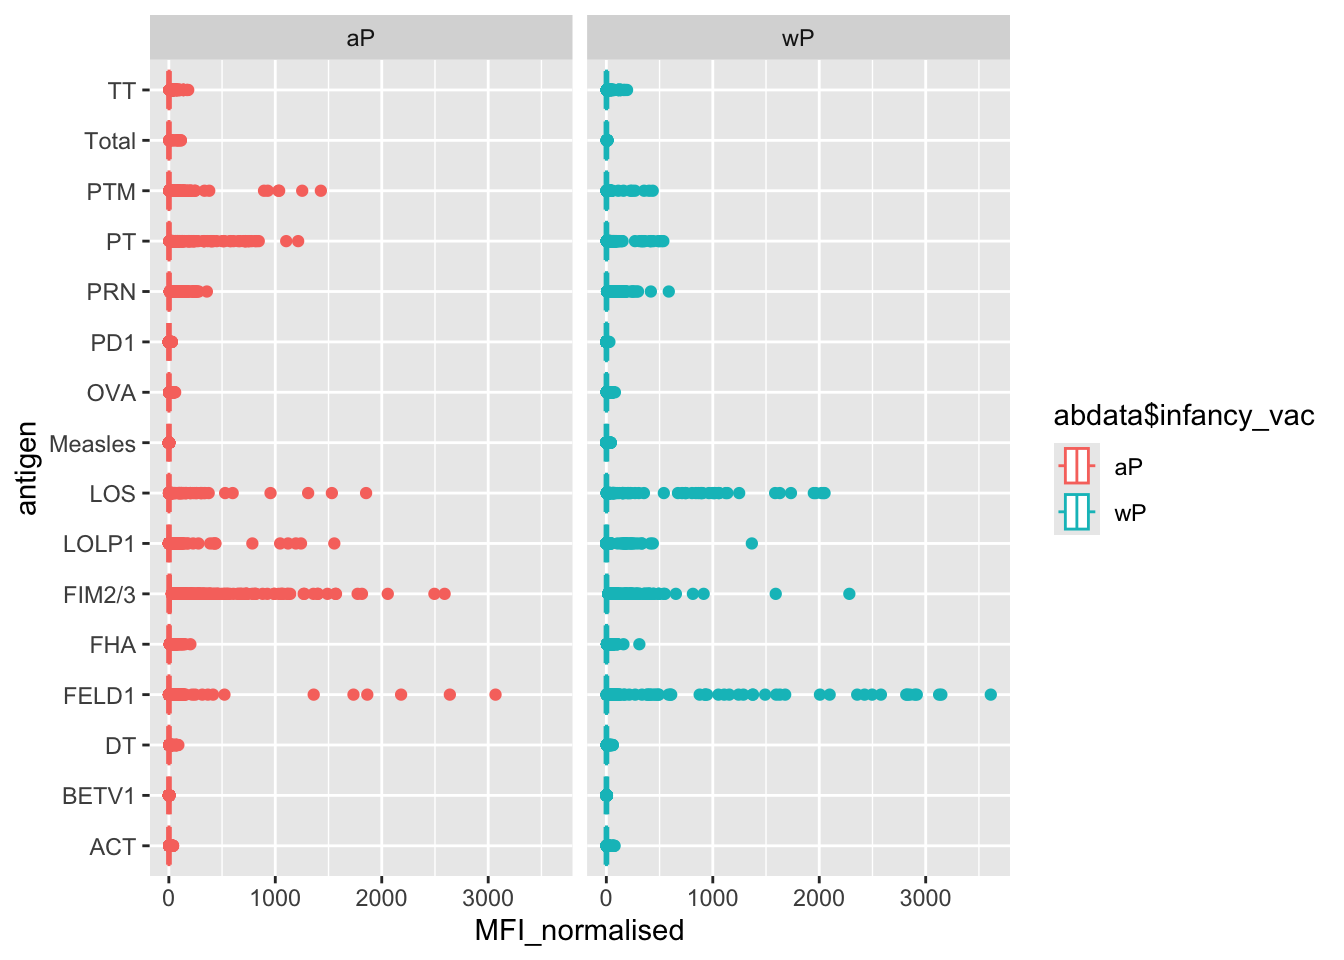 aP wP
TT
Total
PTM
PT
PRN
PD1
OVA
Measles
LOS
LOLP1
FIM2/3
FHA
FELD1
DT
BETV1
ACT
antigen
0 1000 2000 3000 0 1000 2000 3000
MFI_normalised
abdata$infancy_vac
aP
wP